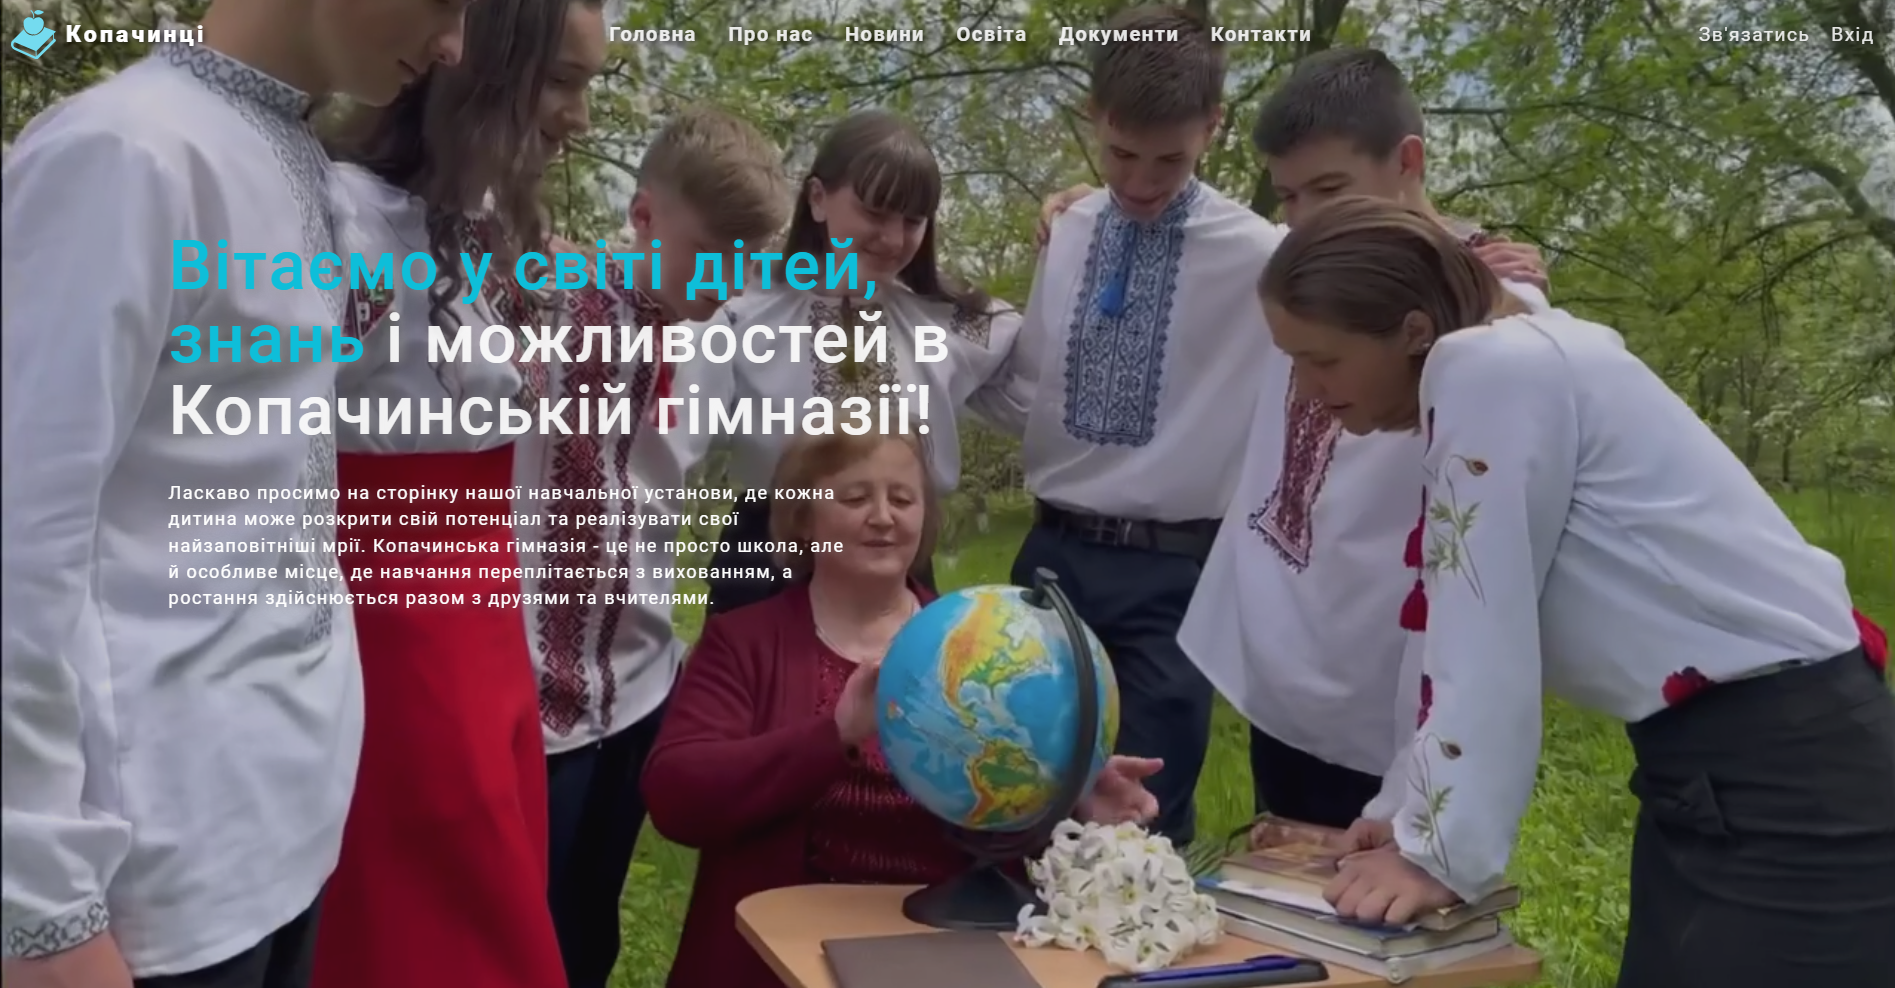 Копачинці
Головна Про нас Новини Освіта Документи Контакти
Зв'язатись Вхід
Вітаємо у світі дітей,
знань і можливостей в
Копачинській гімназії!
Ласкаво просимо на сторінку нашої навчальної установи, де кожна
дитина може розкрити свій потенціал та реалізувати свої
найзаповітніші мрії. Копачинська гімназія - це не просто школа, але
й особливе місце, де навчання переплітається з вихованням, а
ростання здійснюється разом з друзями та вчителями.